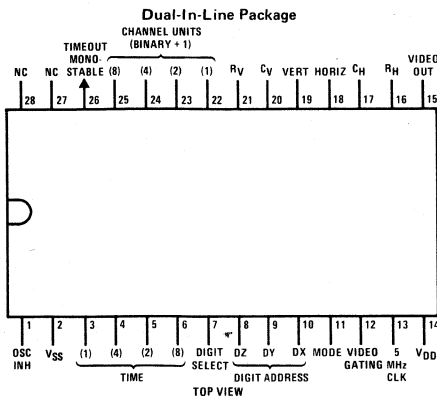 Dual-In-Line Package
CHANNEL UNITS
(BINARY + 1)
TIMEOUT
MONO-
STABLE
VIDEO
OUT
NC NC (8) (4) (2) (1) RV CV VERT HORIZ CH RH
28 27 26 25 24 23 22 21 20 19 18 17 16 15
1 2 3 4 5 6 7 8 9 10 11 12 13 14
OSC
INH
VSS
(1) (4) (2) (8)
TIME
DIGIT
SELECT
DZ DY DX
DIGIT ADDRESS
MODE
VIDEO
GATING
5
MHz
CLK
VDD
TOP VIEW